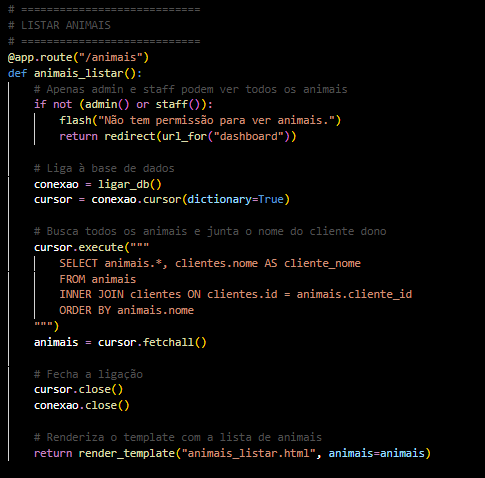 # ============================
# LISTAR ANIMAIS
# ============================
@app.route("/animais")
def animais_listar():
    # Apenas admin e staff podem ver todos os animais
    if not (admin() or staff()):
        flash("Não tem permissão para ver animais.")
        return redirect(url_for("dashboard"))
    # Liga à base de dados
    conexao = ligar_db()
    cursor = conexao.cursor(dictionary=True)
    # Busca todos os animais e junta o nome do cliente dono
    cursor.execute("""
        SELECT animais.*, clientes.nome AS cliente_nome
        FROM animais
        INNER JOIN clientes ON clientes.id = animais.cliente_id
        ORDER BY animais.nome
    """)
    animais = cursor.fetchall()
    # Fecha a ligação
    cursor.close()
    conexao.close()
    # Renderiza o template com a lista de animais
    return render_template("animais_listar.html", animais=animais)